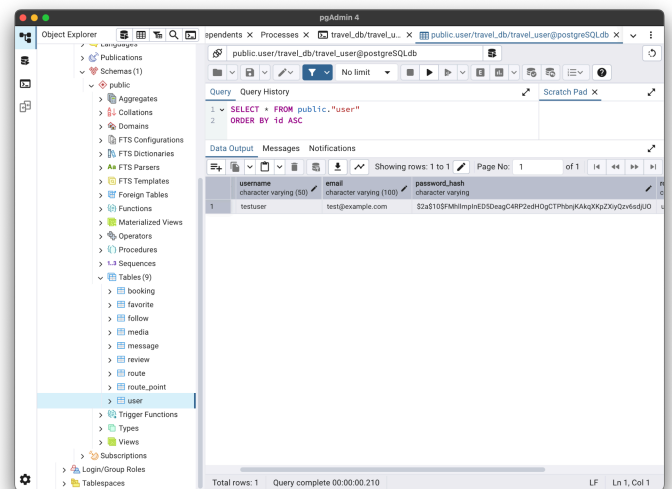 pgAdmin 4
Object Explorer
ependents
Processes
travel_db/travel_u...
public.user/travel_db/travel_user@postgreSQLdb
Languages
Publications
Schemas (1)
public
Aggregates
Collations
Domains
FTS Configurations
FTS Dictionaries
FTS Parsers
FTS Templates
Foreign Tables
Functions
Materialized Views
Operators
Procedures
1..3 Sequences
Tables (9)
booking
favorite
follow
media
message
review
route
route_point
user
Trigger Functions
Types
Views
Subscriptions
Login/Group Roles
Tablespaces
public.user/travel_db/travel_user@postgreSQLdb
No limit
Query
Query History
Scratch Pad
1 SELECT * FROM public."user"
2 ORDER BY id ASC
Data Output
Messages
Notifications
Showing rows: 1 to 1
Page No: 1
of 1
username
character varying (50)
email
character varying (100)
password_hash
character varying
1
testuser
test@example.com
Total rows: 1
Query complete 00:00:00.210
LF
Ln 1, Col 1